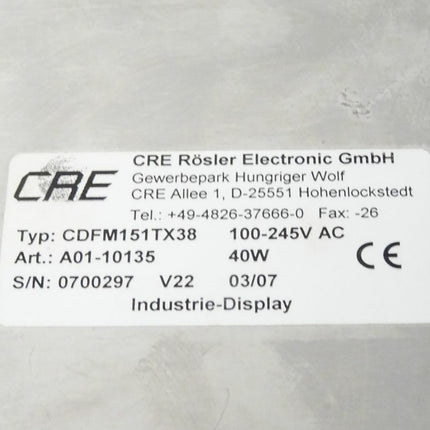 CRE
CRE Rösler Electronic GmbH
Gewerbepark Hungriger Wolf
CRE Allee 1, D-25551 Hohenlockstedt
Tel.: +49-4826-37666-0 Fax: -26
Typ: CDFM151TX38 100-245V AC
Art.: A01-10135 40W
CE
S/N: 0700297 V22 03/07
Industrie-Display